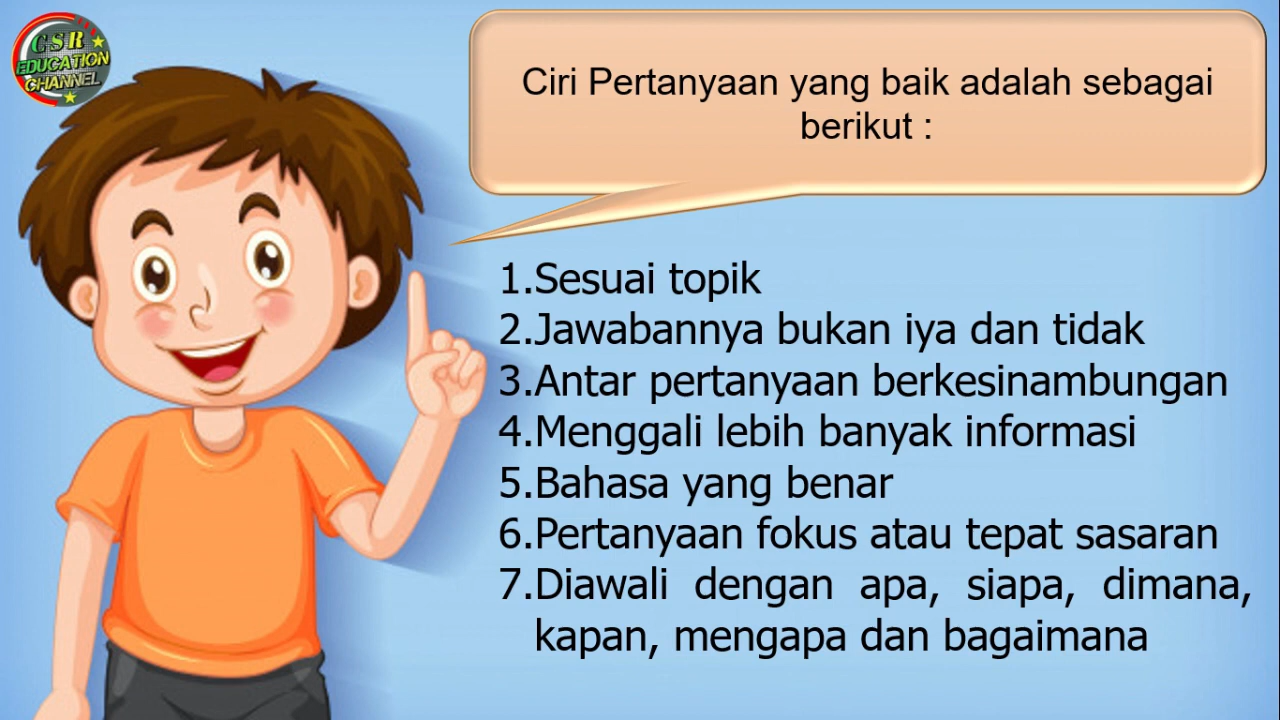 CSR
EDUCATION
CHANNEL
Ciri Pertanyaan yang baik adalah sebagai
berikut :
1.Sesuai topik
2.Jawabannya bukan iya dan tidak
3.Antar pertanyaan berkesinambungan
4.Menggali lebih banyak informasi
5.Bahasa yang benar
6.Pertanyaan fokus atau tepat sasaran
7.Diawali dengan apa, siapa, dimana,
kapan, mengapa dan bagaimana